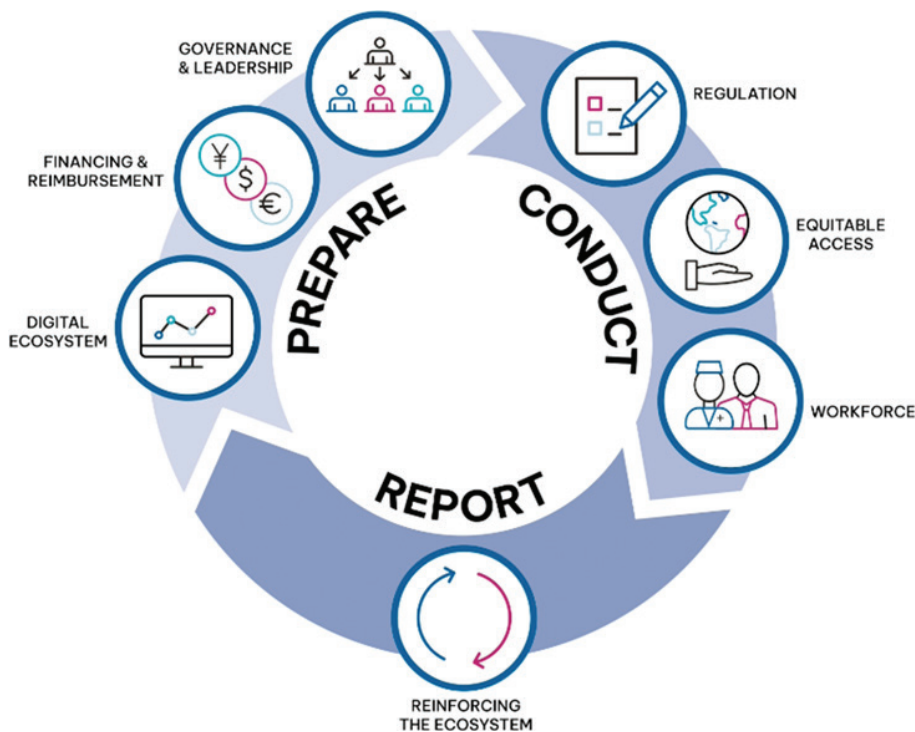 GOVERNANCE
& LEADERSHIP
FINANCING &
REIMBURSEMENT
¥
$
€
DIGITAL
ECOSYSTEM
PREPARE
CONDUCT
REPORT
REGULATION
EQUITABLE
ACCESS
WORKFORCE
REINFORCING
THE ECOSYSTEM